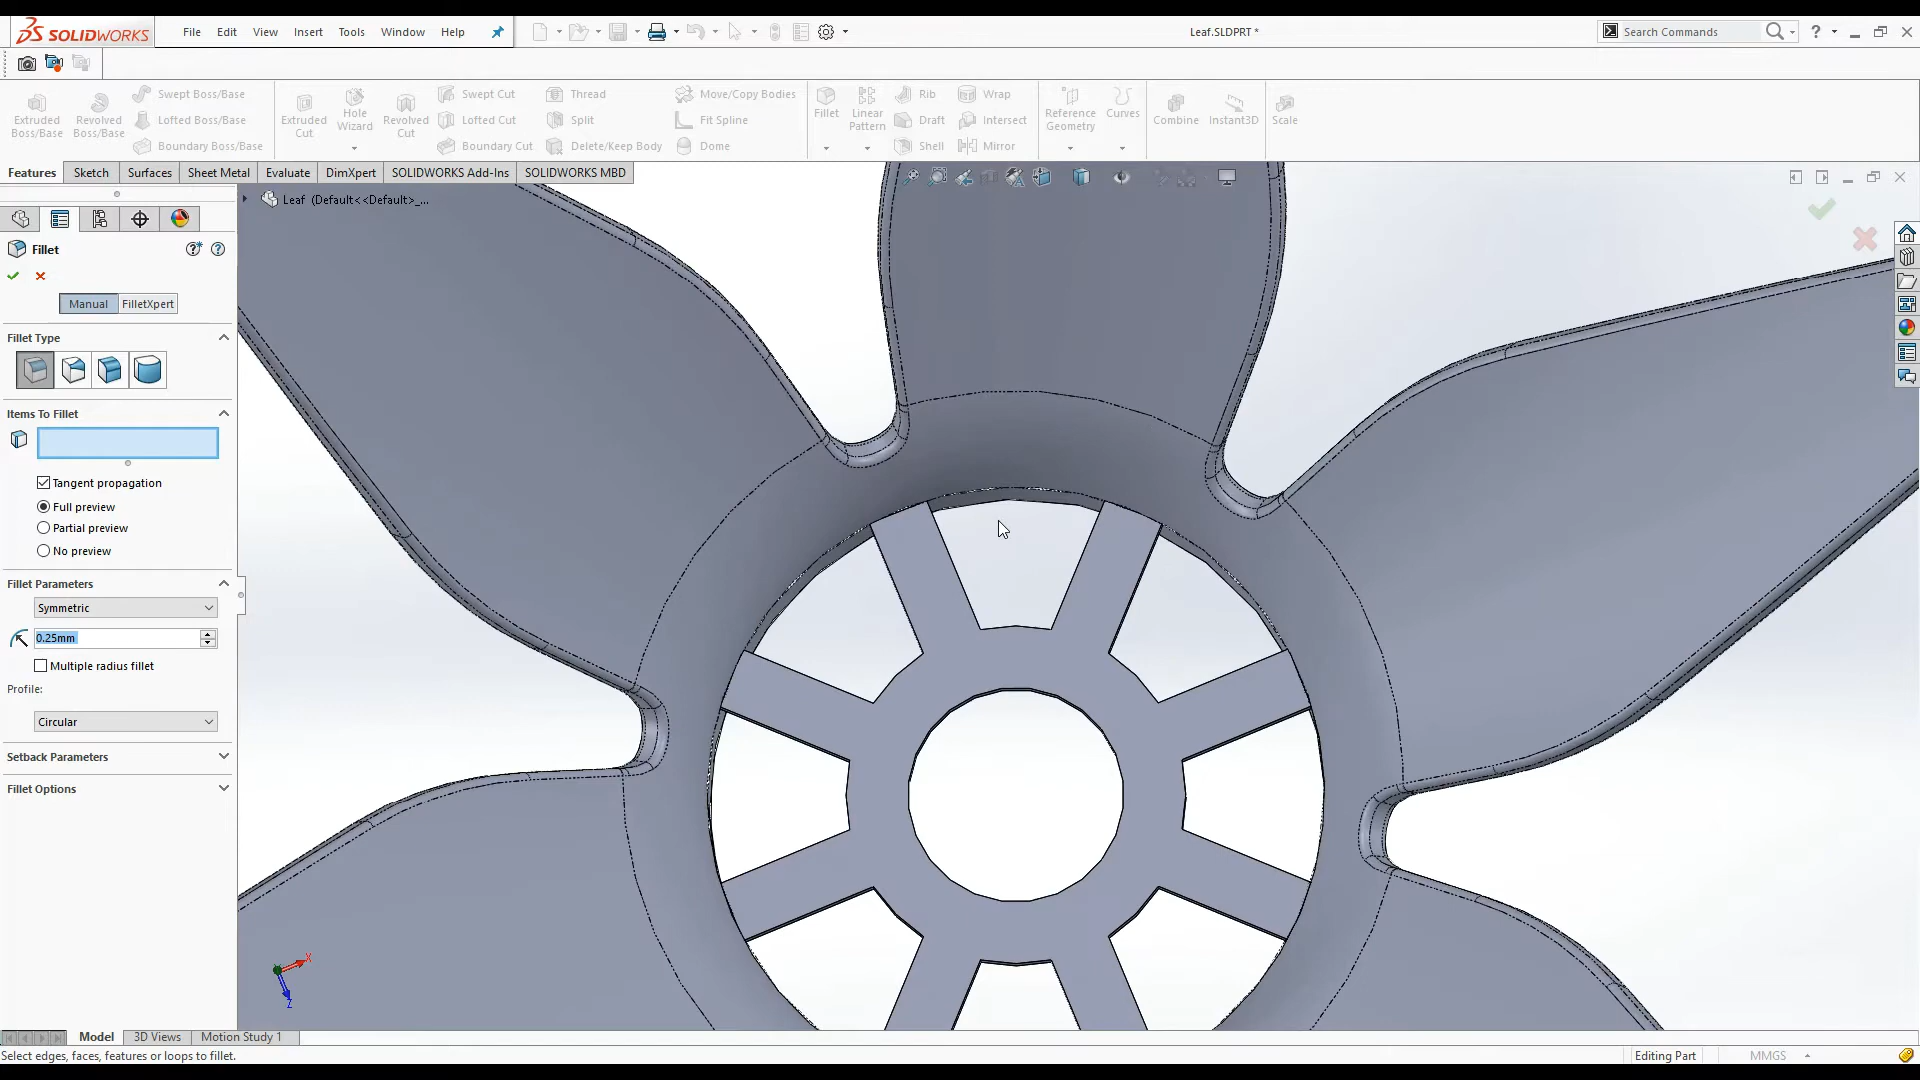 SOLIDWORKS File Edit View Insert Tools Window Help Leaf.SLDPRT * Search Commands ?
Extruded Boss/Base
Revolved Boss/Base
Swept Boss/Base
Lofted Boss/Base
Boundary Boss/Base
Extruded Cut
Hole Wizard
Revolved Cut
Swept Cut
Lofted Cut
Boundary Cut
Thread
Split
Delete/Keep Body
Move/Copy Bodies
Fit Spline
Dome
Fillet
Linear Pattern
Rib
Draft
Shell
Wrap
Intersect
Mirror
Reference Geometry
Curves
Combine
Instant3D
Scale
Features Sketch Surfaces Sheet Metal Evaluate DimXpert SOLIDWORKS Add-Ins SOLIDWORKS MBD
Leaf (Default<<Default>_...
Fillet
Manual FilletXpert
Fillet Type
Items To Fillet
Tangent propagation
Full preview
Partial preview
No preview
Fillet Parameters
Symmetric
0.25mm
Multiple radius fillet
Profile:
Circular
Setback Parameters
Fillet Options
X
Z
Model 3D Views Motion Study 1
Select edges, faces, features or loops to fillet. Editing Part MMGS